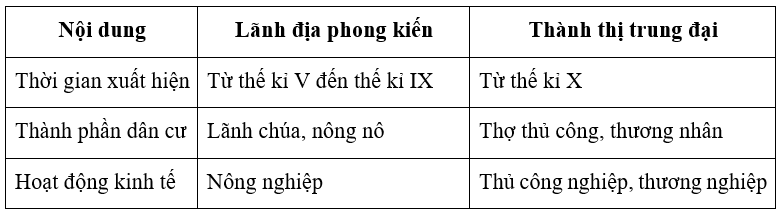 Nội dung Lãnh địa phong kiến Thành thị trung đại
Thời gian xuất hiện Từ thế kỉ V đến thế kỉ IX Từ thế kỉ X
Thành phần dân cư Lãnh chúa, nông nô Thợ thủ công, thương nhân
Hoạt động kinh tế Nông nghiệp Thủ công nghiệp, thương nghiệp